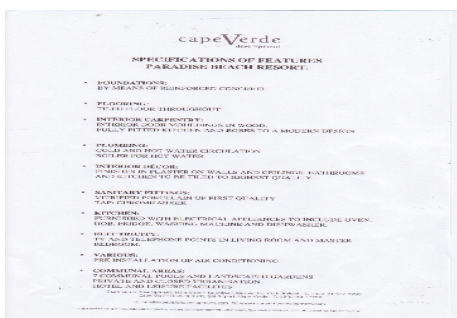 capeVerde
development
SPECIFICATIONS OF FEATURES
PARADISE BEACH RESORT.
• FOUNDATIONS:
BY MEANS OF REINFORCED CONCRETE
• FLOORING:
TILED FLOOR THROUGHOUT
• INTERIOR CARPENTRY:
INTERIOR DOOR MOULDINGS IN WOOD.
FULLY FITTED KITCHEN AND ROBES TO A MODERN DESIGN
• PLUMBING:
COLD AND HOT WATER CIRCULATION
BOILER FOR HOT WATER
• INTERIOR DÉCOR:
FINISHES IN PLASTER ON WALLS AND CEILINGS. BATHROOMS
AND KITCHEN TO BE TILED TO HIGHEST QUALITY
• SANITARY FITTINGS:
VITRIFIED PORCELAIN OF FIRST QUALITY
TAPS CHROME MIXER
• KITCHEN:
FURNISHED WITH ELECTRICAL APPLIANCES TO INCLUDE OVEN,
HOB, FRIDGE, WASHING MACHINE AND DISHWASHER.
• ELECTRICITY:
TV AND TELEPHONE POINTS IN LIVING ROOM AND MASTER
BEDROOM.
• VARIOUS:
PRE INSTALLATION OF AIR CONDITIONING
• COMMUNAL AREAS:
7 COMMUNAL POOLS AND LANDSCAPED GARDENS
PRIVATE AND CLOSED URBANISATION
HOTEL AND LEISURE FACILITIES